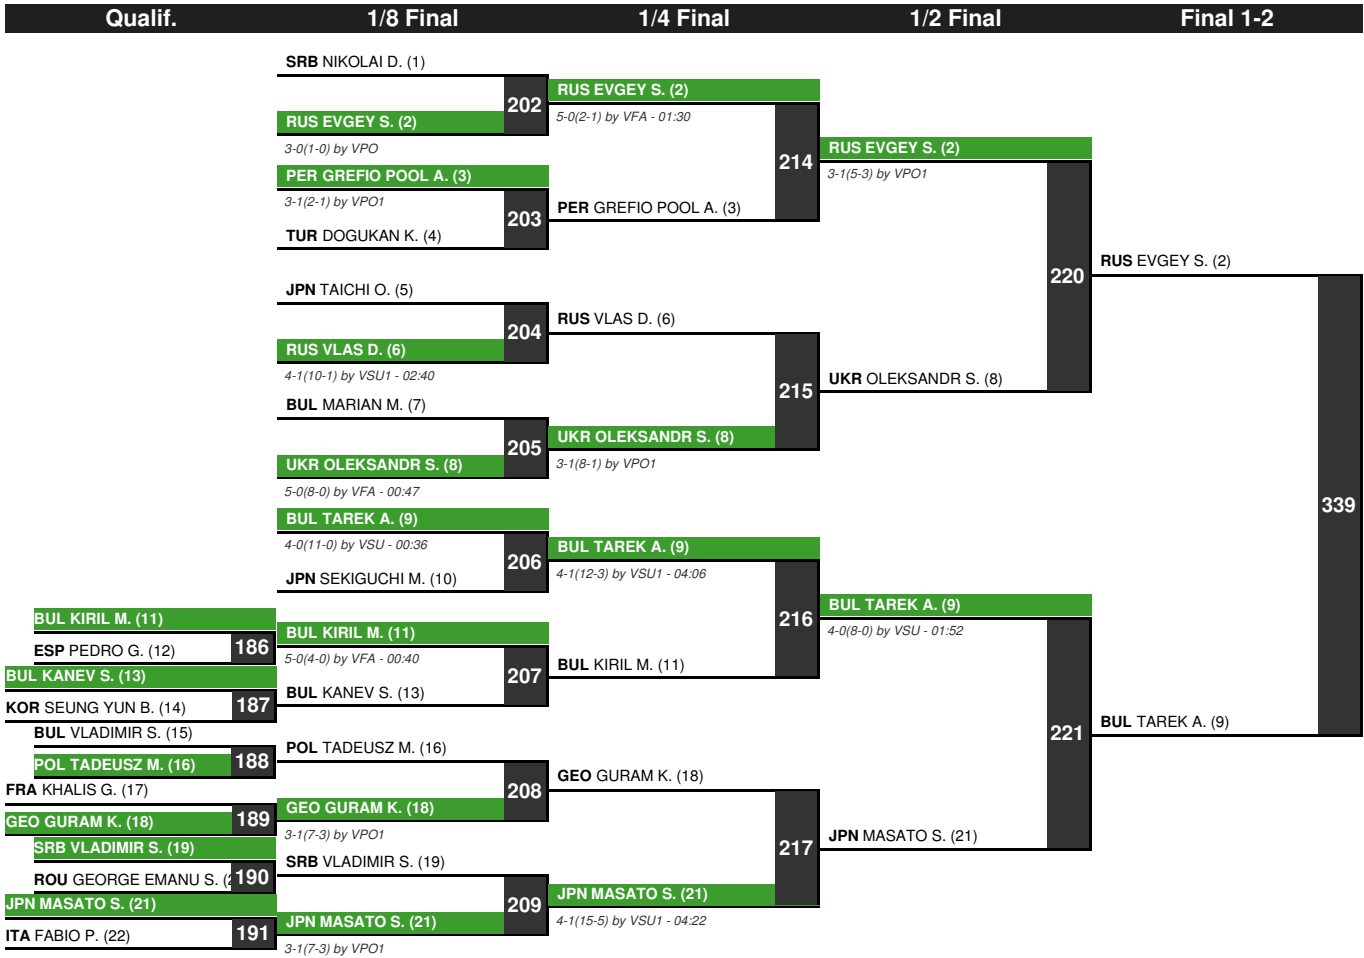 Qualif.
1/8 Final
1/4 Final
1/2 Final
Final 1-2
BUL KIRIL M. (11)
ESP PEDRO G. (12)
186
BUL KANEV S. (13)
KOR SEUNG YUN B. (14)
187
BUL VLADIMIR S. (15)
POL TADEUSZ M. (16)
188
FRA KHALIS G. (17)
GEO GURAM K. (18)
189
SRB VLADIMIR S. (19)
ROU GEORGE EMANU S.
190
JPN MASATO S. (21)
ITA FABIO P. (22)
191
SRB NIKOLAI D. (1)
RUS EVGEY S. (2)
202
3-0(1-0) by VPO
PER GREFIO POOL A. (3)
3-1(2-1) by VPO1
TUR DOGUKAN K. (4)
203
JPN TAICHI O. (5)
RUS VLAS D. (6)
204
4-1(10-1) by VSU1 - 02:40
BUL MARIAN M. (7)
UKR OLEKSANDR S. (8)
205
5-0(8-0) by VFA - 00:47
BUL TAREK A. (9)
4-0(11-0) by VSU - 00:36
JPN SEKIGUCHI M. (10)
206
BUL KIRIL M. (11)
5-0(4-0) by VFA - 00:40
BUL KANEV S. (13)
207
POL TADEUSZ M. (16)
GEO GURAM K. (18)
208
3-1(7-3) by VPO1
SRB VLADIMIR S. (19)
JPN MASATO S. (21)
209
3-1(7-3) by VPO1
RUS EVGEY S. (2)
5-0(2-1) by VFA - 01:30
PER GREFIO POOL A. (3)
214
RUS VLAS D. (6)
UKR OLEKSANDR S. (8)
215
3-1(8-1) by VPO1
BUL TAREK A. (9)
4-1(12-3) by VSU1 - 04:06
BUL KIRIL M. (11)
216
GEO GURAM K. (18)
JPN MASATO S. (21)
217
4-1(15-5) by VSU1 - 04:22
RUS EVGEY S. (2)
3-1(5-3) by VPO1
UKR OLEKSANDR S. (8)
220
BUL TAREK A. (9)
4-0(8-0) by VSU - 01:52
JPN MASATO S. (21)
221
RUS EVGEY S. (2)
BUL TAREK A. (9)
339